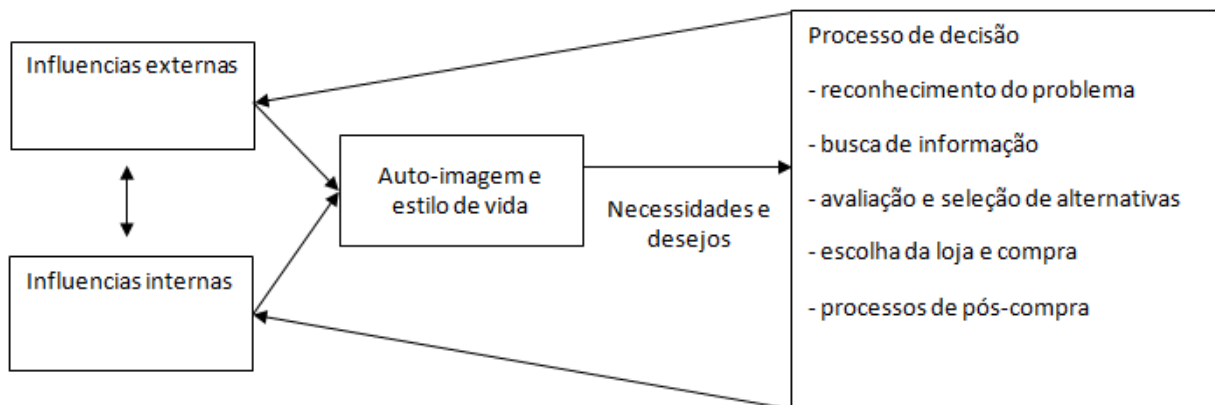 Influencias externas
Influencias internas
Auto-imagem e
estilo de vida
Necessidades e
desejos
Processo de decisão
- reconhecimento do problema
- busca de informação
- avaliação e seleção de alternativas
- escolha da loja e compra
- processos de pós-compra